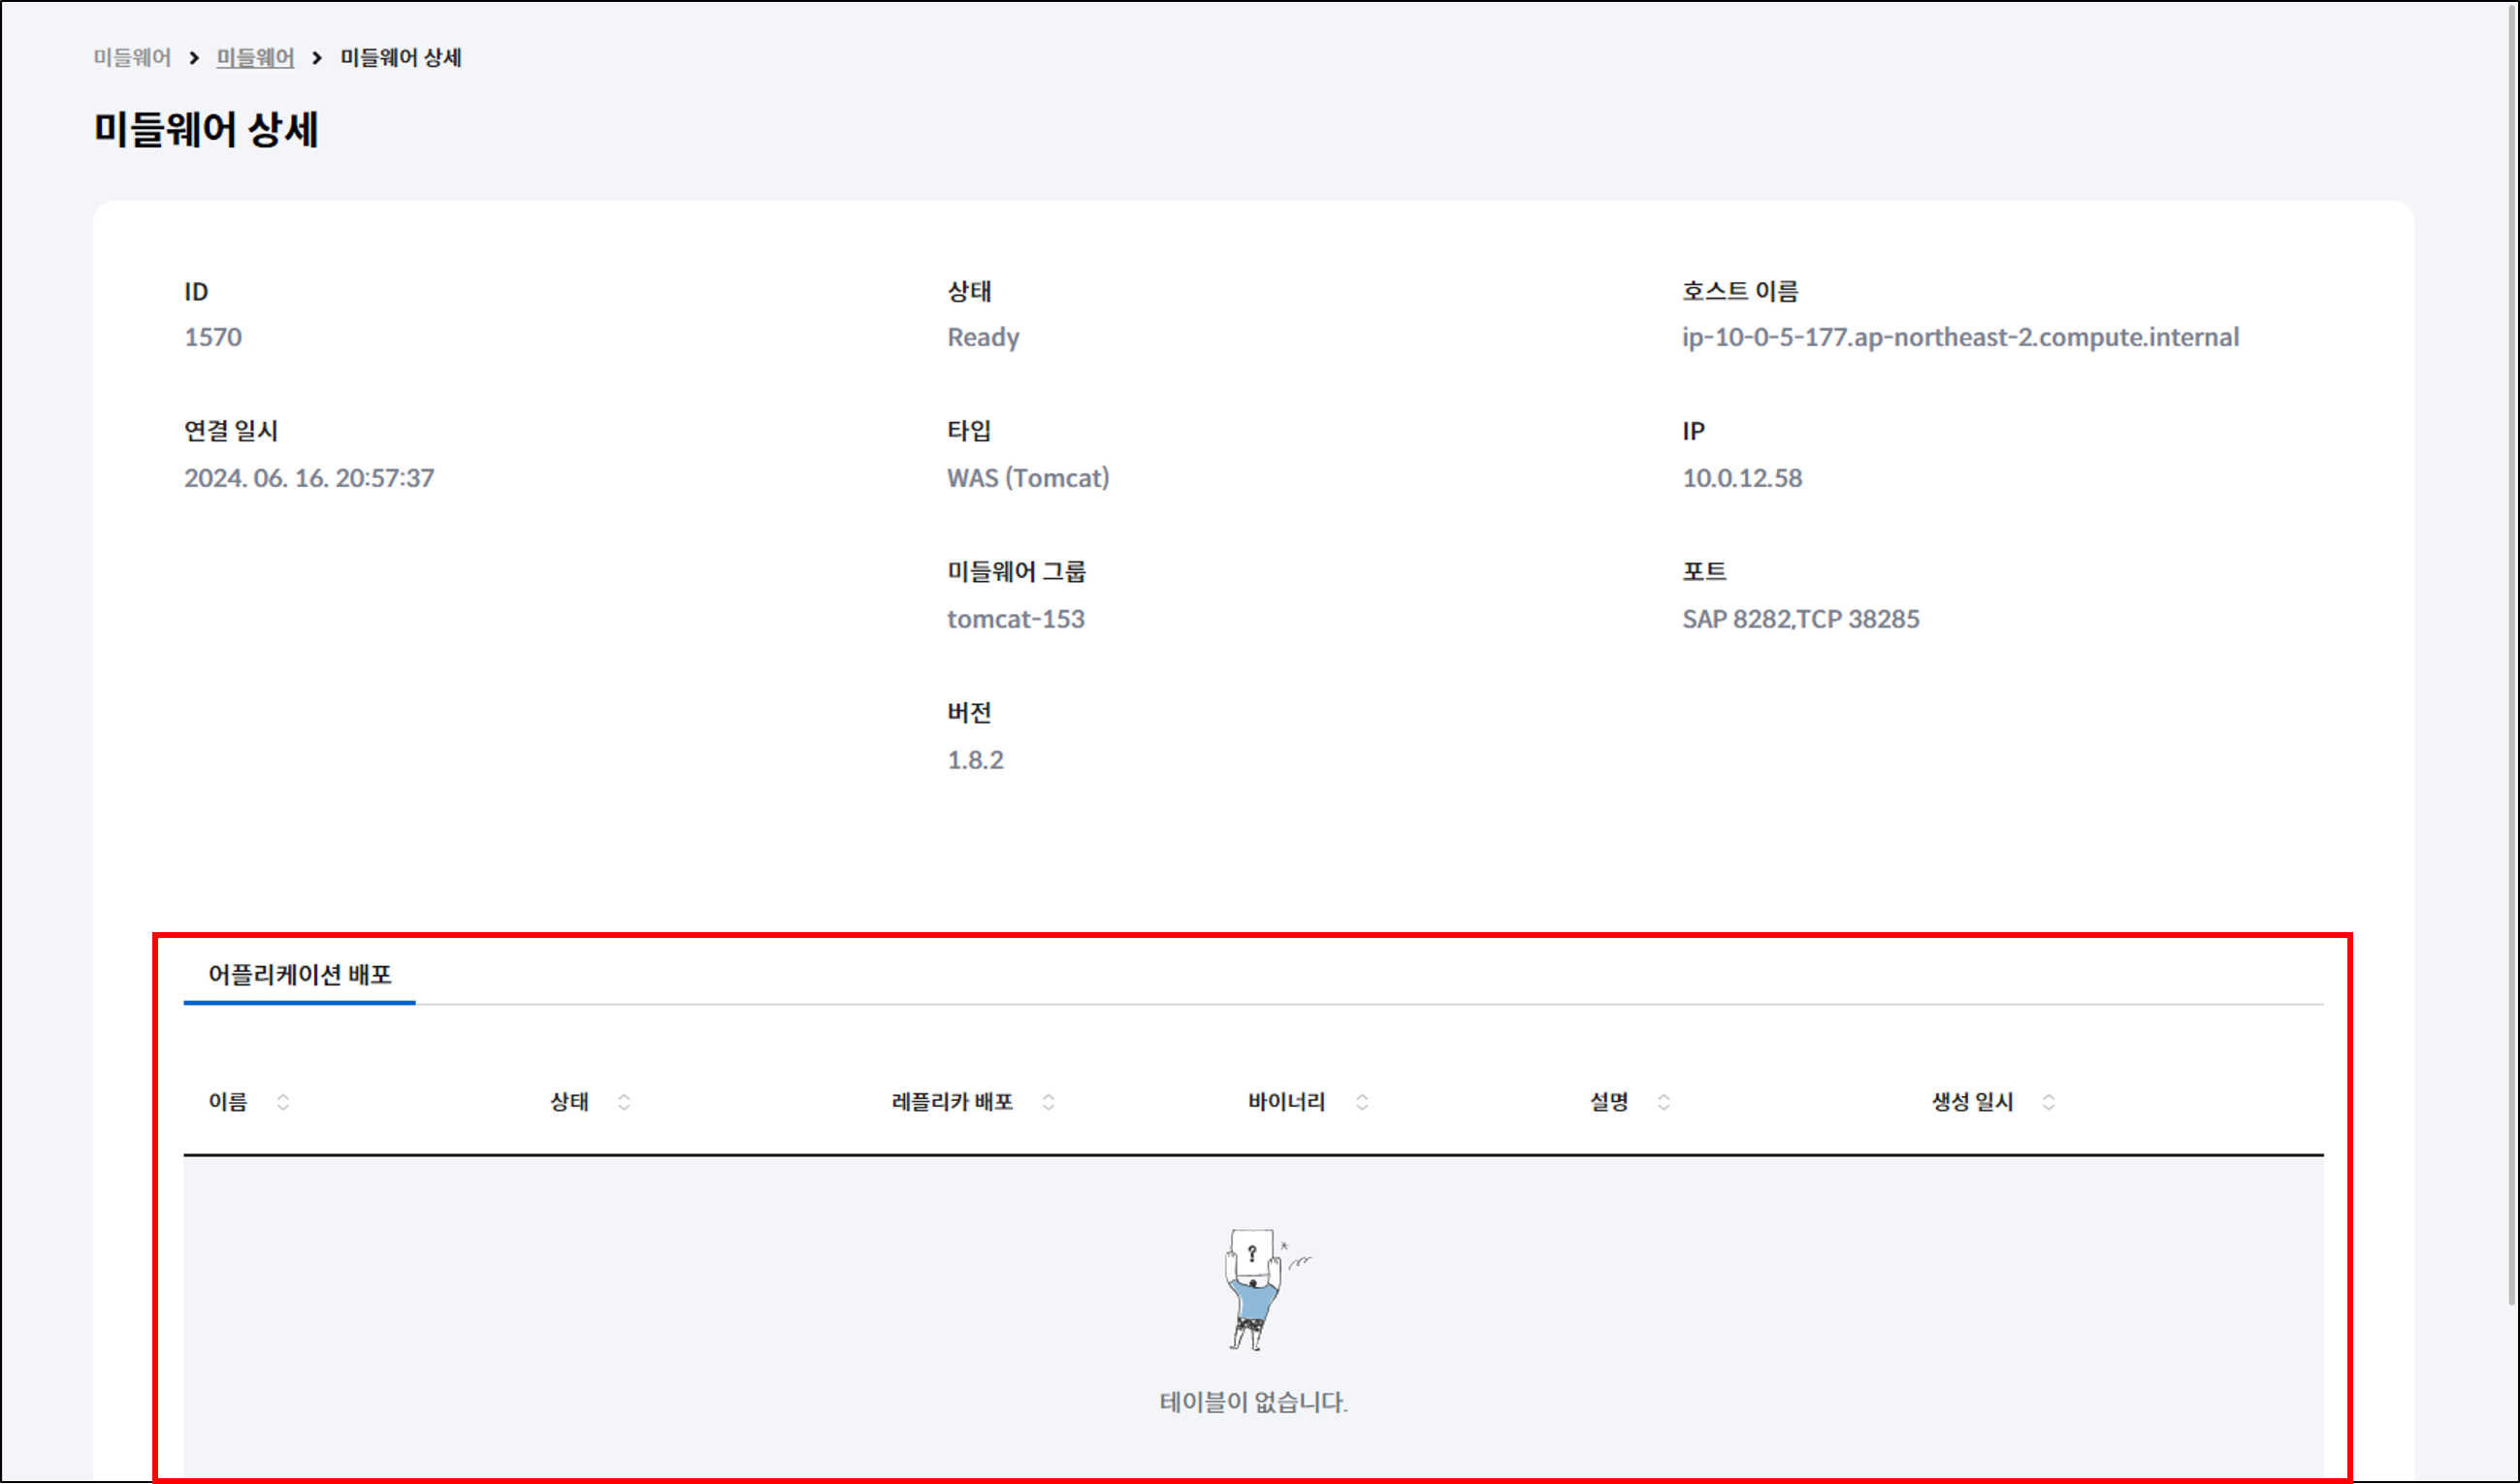 미들웨어 > 미들웨어 > 미들웨어 상세
미들웨어 상세
ID
1570
상태
Ready
호스트 이름
ip-10-0-5-177.ap-northeast-2.compute.internal
연결 일시
2024. 06. 16. 20:57:37
타입
WAS (Tomcat)
IP
10.0.12.58
미들웨어 그룹
tomcat-153
포트
SAP 8282,TCP 38285
버전
1.8.2
어플리케이션 배포
이름 상태 레플리카 배포 바이너리 설명 생성 일시
?
테이블이 없습니다.